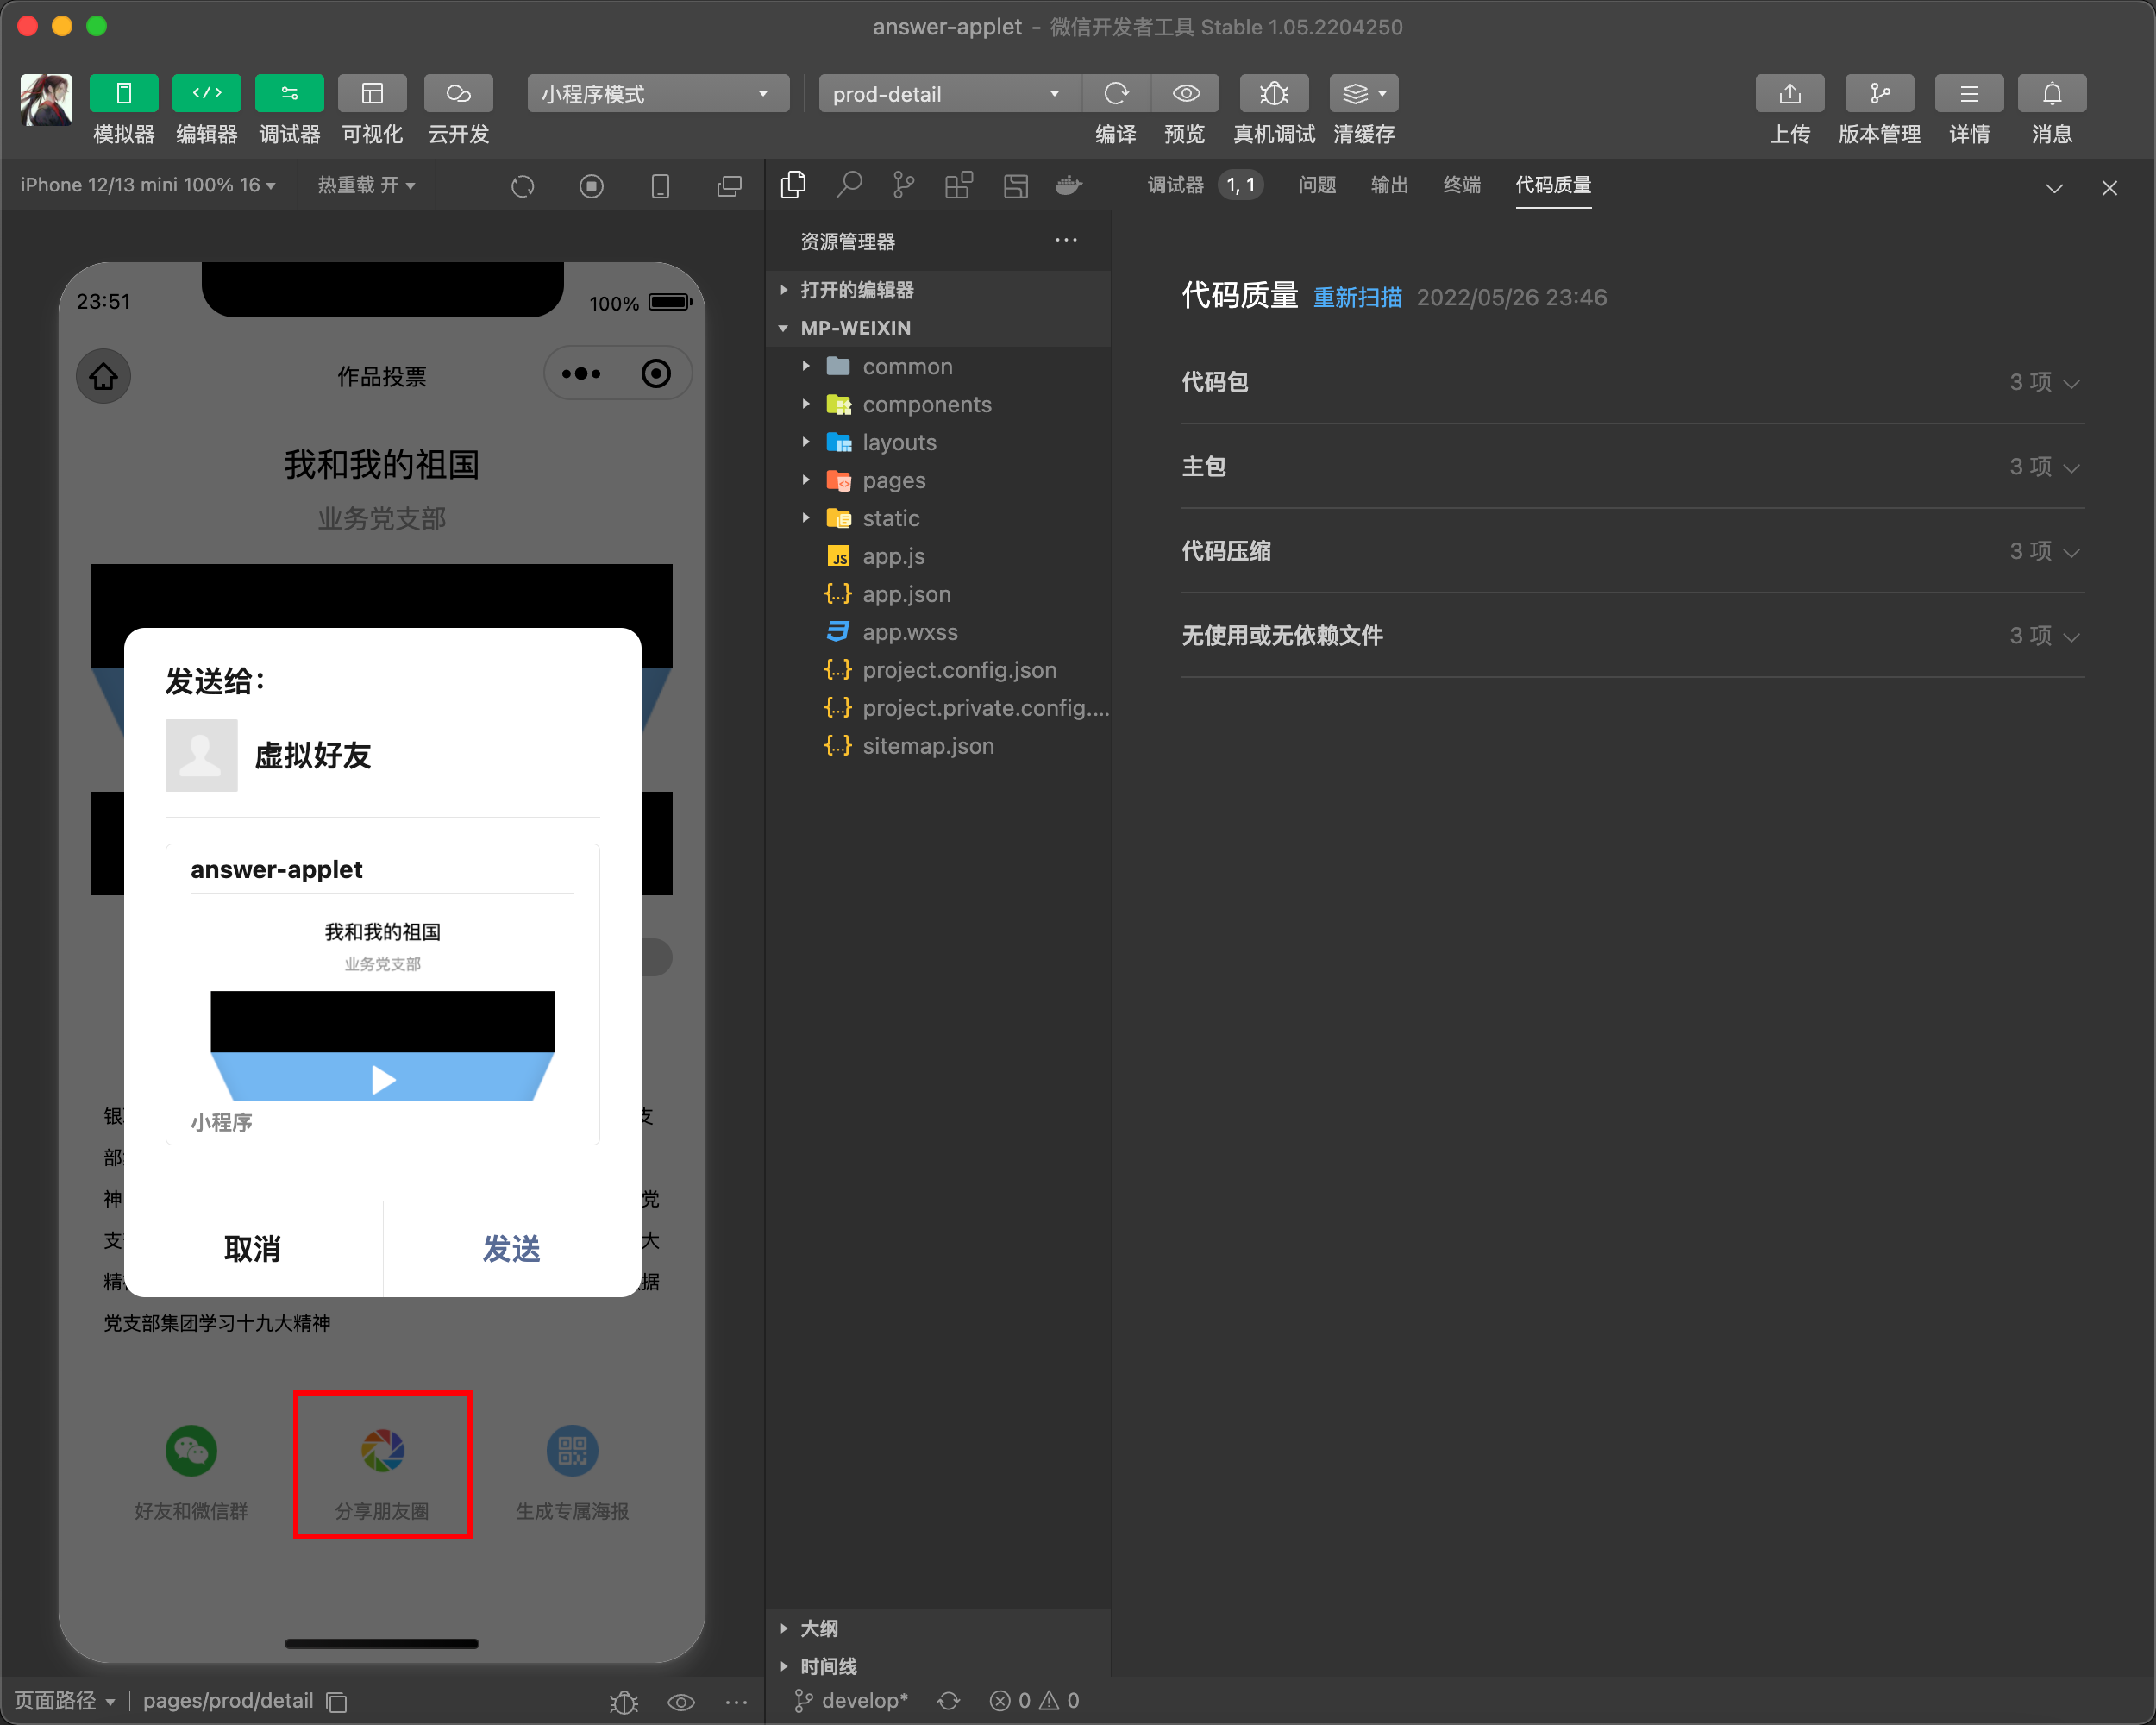 answer-applet – 微信开发者工具 Stable 1.05.2204250
模拟器 编辑器 调试器 可视化 云开发
小程序模式
prod-detail
编译 预览 真机调试 清缓存
上传 版本管理 详情 消息
iPhone 12/13 mini 100% 16
热重载 开
23:51
100%
作品投票
我和我的祖国
业务党支部
发送给：
虚拟好友
answer-applet
我和我的祖国
业务党支部
小程序
取消
发送
银 支
部
神 党
支 大
精 据
党支部集团学习十九大精神
好友和微信群
分享朋友圈
生成专属海报
页面路径
pages/prod/detail
资源管理器
打开的编辑器
MP-WEIXIN
common
components
layouts
pages
static
JS app.js
{..} app.json
app.wxss
{..} project.config.json
{..} project.private.config....
{..} sitemap.json
大纲
时间线
develop*
0
0
调试器 1, 1 问题 输出 终端 代码质量
代码质量 重新扫描 2022/05/26 23:46
代码包 3 项
主包 3 项
代码压缩 3 项
无使用或无依赖文件 3 项